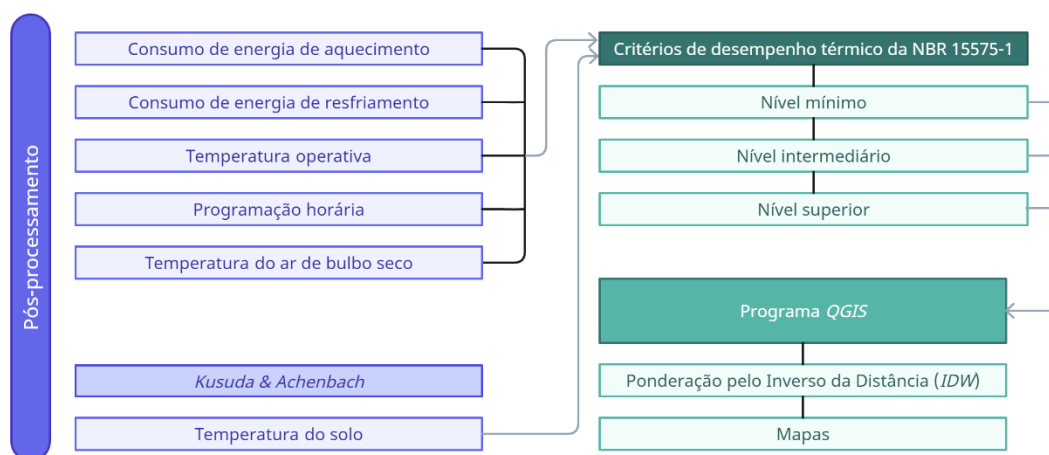 Pós-processamento
Consumo de energia de aquecimento
Consumo de energia de resfriamento
Temperatura operativa
Programação horária
Temperatura do ar de bulbo seco
Kusuda & Achenbach
Temperatura do solo
Critérios de desempenho térmico da NBR 15575-1
Nível mínimo
Nível intermediário
Nível superior
Programa QGIS
Ponderação pelo Inverso da Distância (IDW)
Mapas